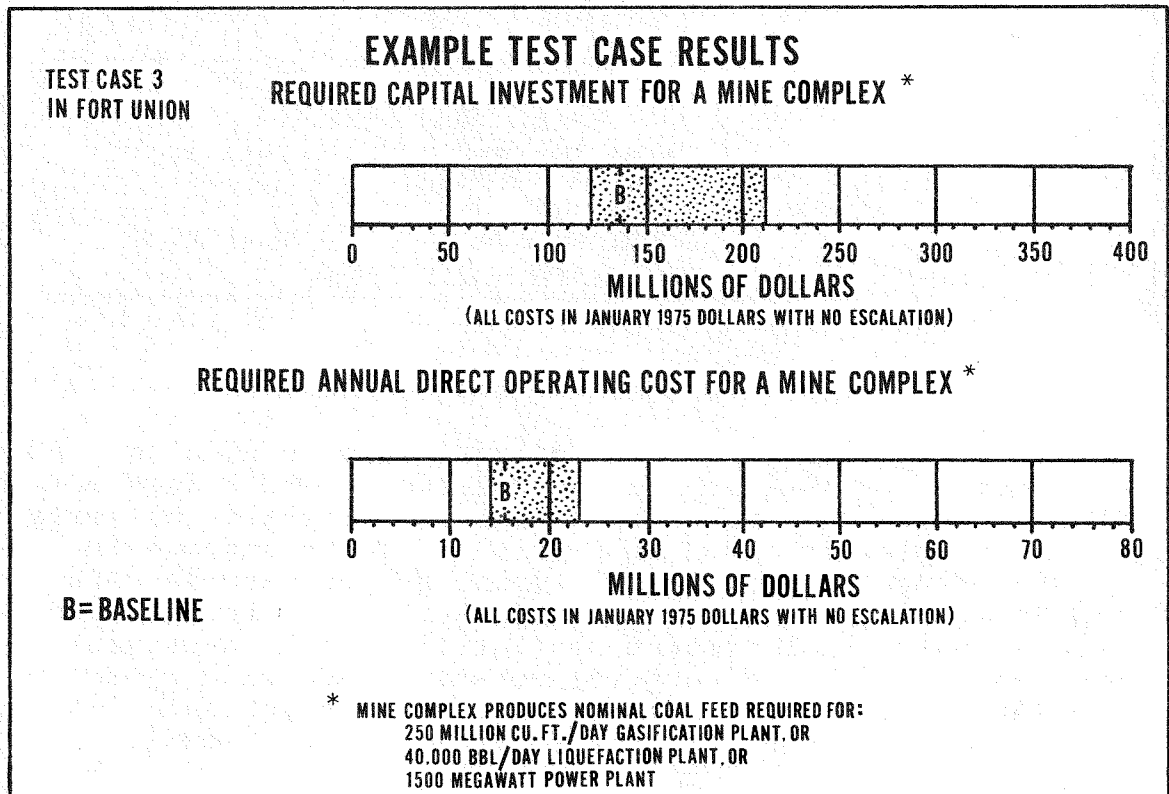 EXAMPLE TEST CASE RESULTS
TEST CASE 3
IN FORT UNION
REQUIRED CAPITAL INVESTMENT FOR A MINE COMPLEX *
B
0 50 100 150 200 250 300 350 400
MILLIONS OF DOLLARS
(ALL COSTS IN JANUARY 1975 DOLLARS WITH NO ESCALATION)
REQUIRED ANNUAL DIRECT OPERATING COST FOR A MINE COMPLEX *
B
0 10 20 30 40 50 60 70 80
MILLIONS OF DOLLARS
(ALL COSTS IN JANUARY 1975 DOLLARS WITH NO ESCALATION)
B=BASELINE
* MINE COMPLEX PRODUCES NOMINAL COAL FEED REQUIRED FOR:
250 MILLION CU.FT./DAY GASIFICATION PLANT, OR
40.000 BBL/DAY LIQUEFACTION PLANT, OR
1500 MEGAWATT POWER PLANT